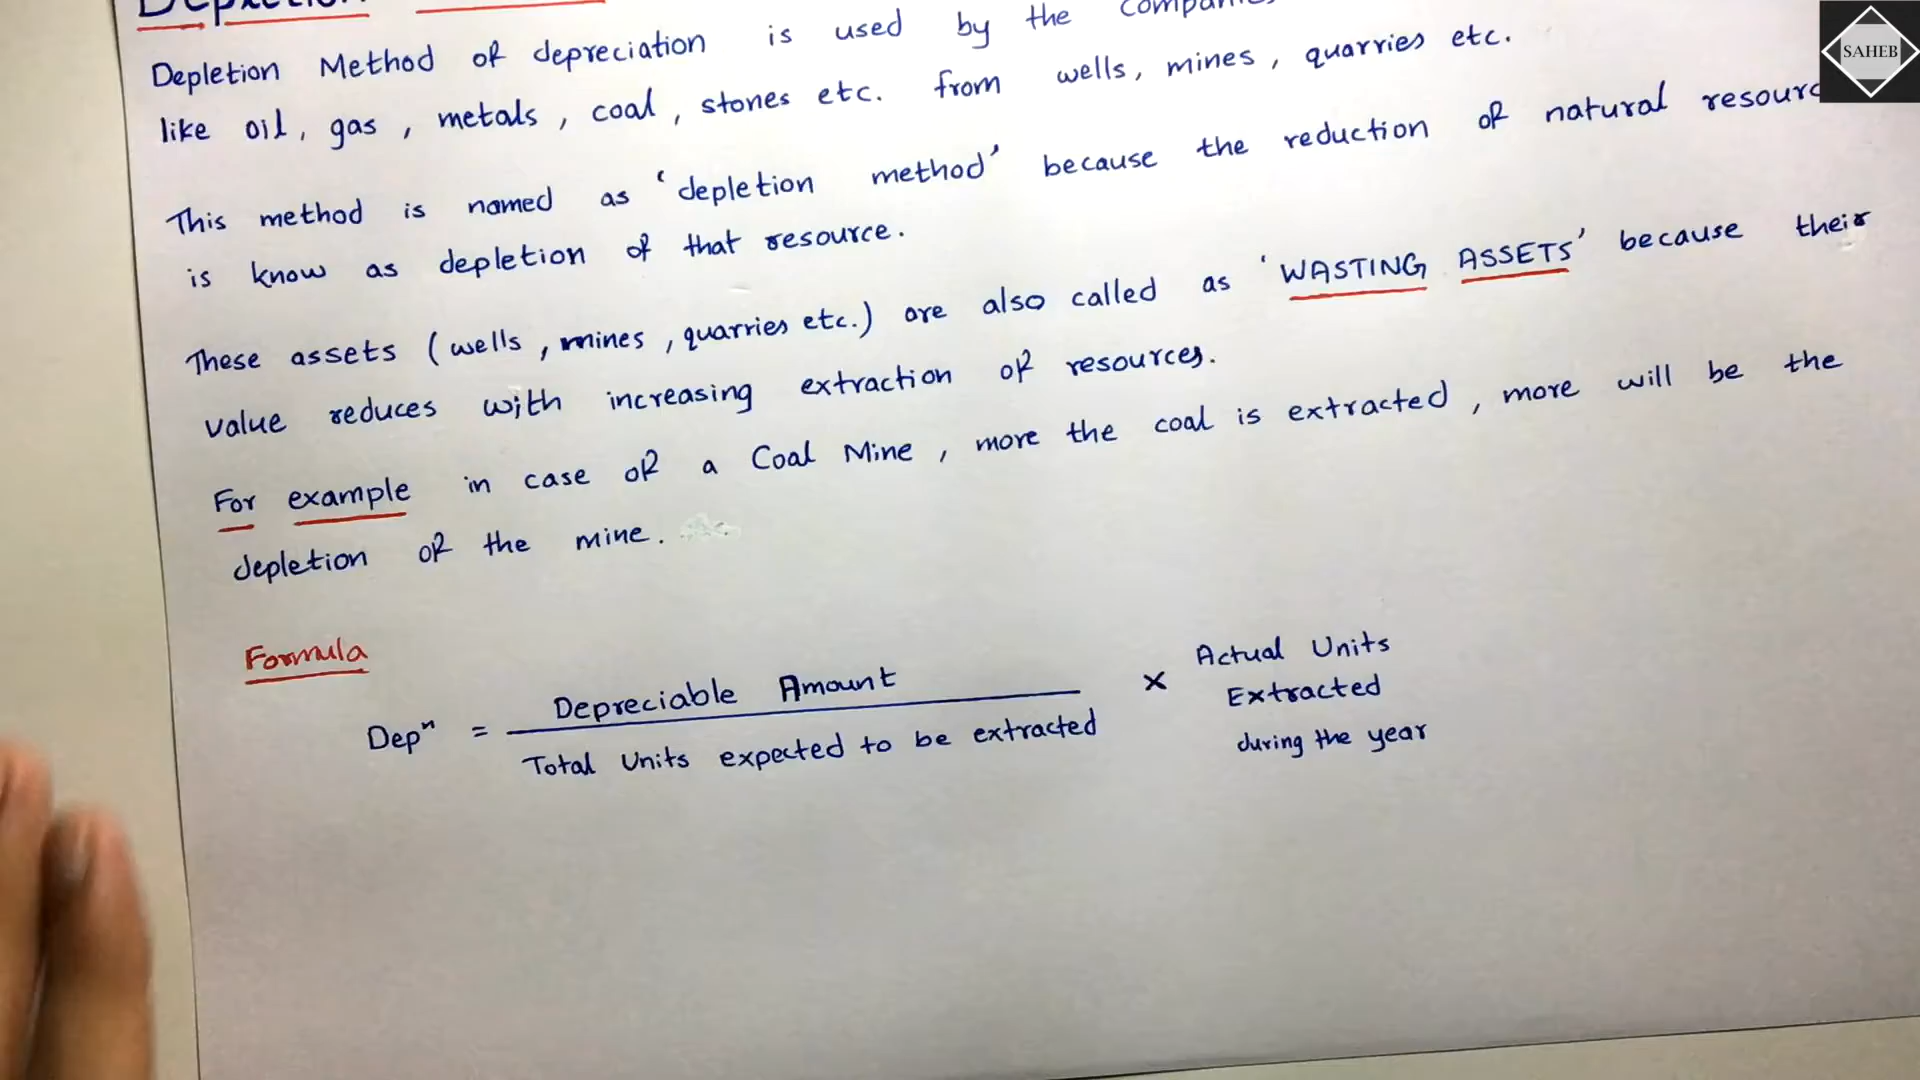 Depletion
Depletion Method of depreciation is used by the
like oil, gas, metals, coal, stones etc. from wells, mines, quarries etc.
This method is named as 'depletion method' because the reduction of natural
is know as depletion of that resource.
These assets (wells, mines, quarries etc.) are also called as 'WASTING ASSETS' because their
value reduces with increasing extraction of resources.
For example in case of a Coal Mine, more the coal is extracted, more will be the
depletion of the mine.
Formula
Depⁿ = Depreciable Amount × Actual Units
Total Units expected to be extracted Extracted
during the year
SAHEB